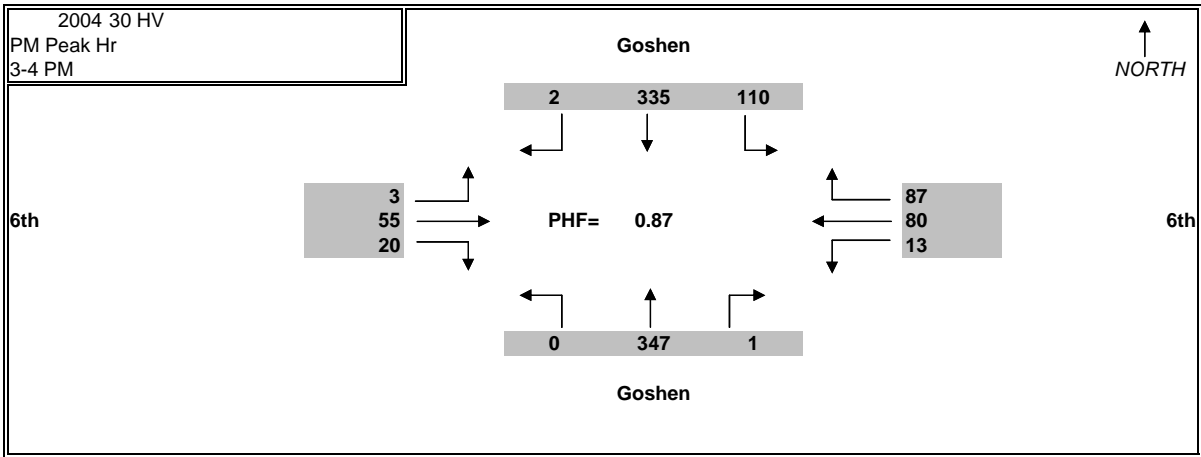 2004 30 HV
PM Peak Hr
3-4 PM
Goshen
NORTH
2 335 110
3
55
20
6th
PHF= 0.87
87
80
13
6th
0 347 1
Goshen